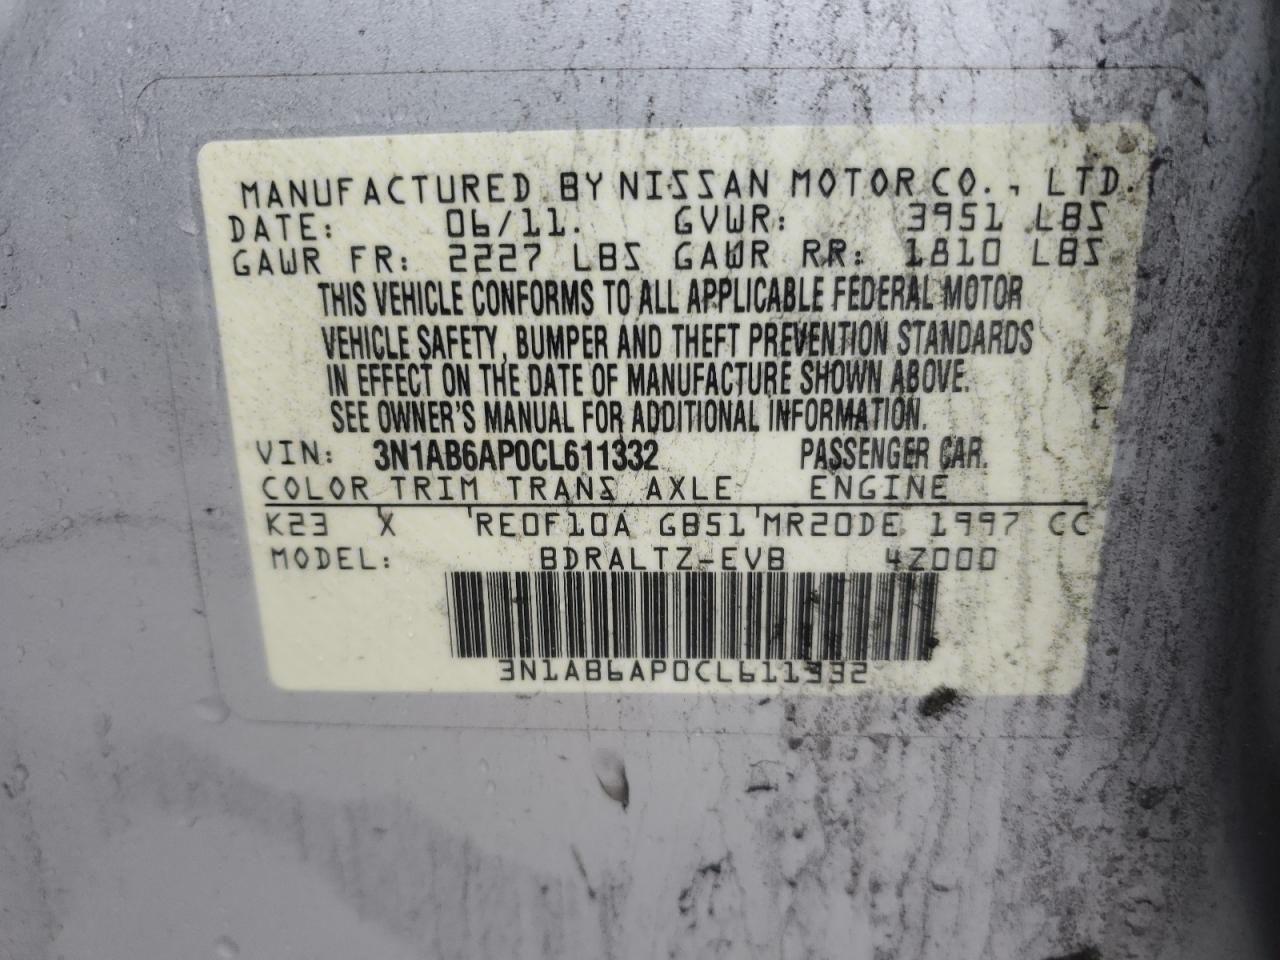 MANUFACTURED BY NISSAN MOTOR CO., LTD.
DATE: 06/11. GVWR: 3951 LBS
GAWR FR: 2227 LBS GAWR RR: 1810 LBS
THIS VEHICLE CONFORMS TO ALL APPLICABLE FEDERAL MOTOR
VEHICLE SAFETY, BUMPER AND THEFT PREVENTION STANDARDS
IN EFFECT ON THE DATE OF MANUFACTURE SHOWN ABOVE.
SEE OWNER'S MANUAL FOR ADDITIONAL INFORMATION.
VIN: 3N1AB6AP0CL611332 PASSENGER CAR.
COLOR TRIM TRANS AXLE ENGINE
K23 X RE0F10A GB51 MR20DE 1997 CC
MODEL: BDRALTZ-EVB 4Z000
3N1AB6AP0CL611332